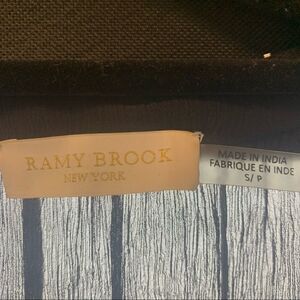 RAMY BROOK
NEW YORK
MADE IN INDIA
FABRIQUE EN INDE
S/ P